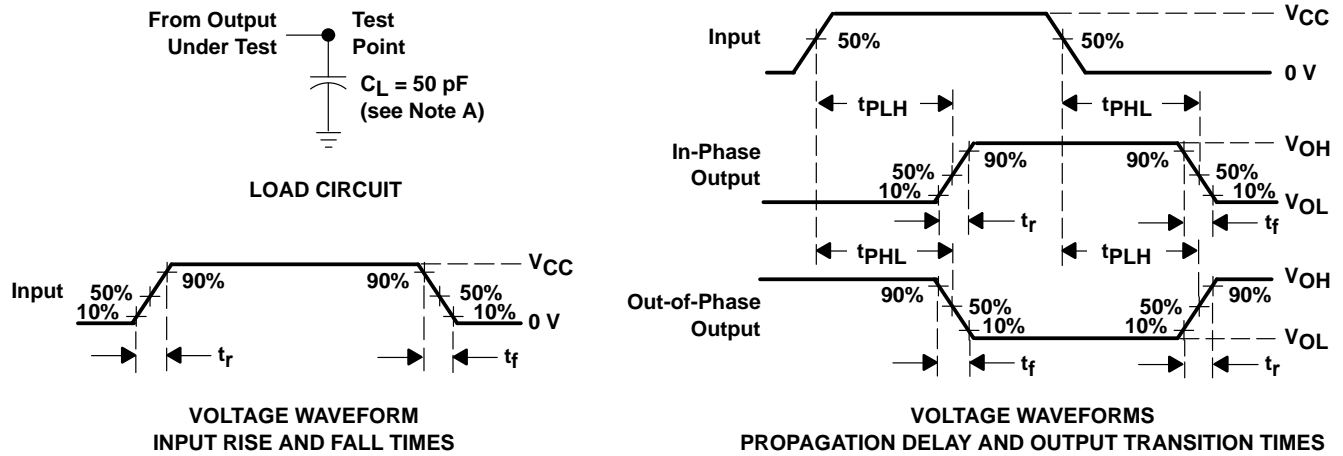 From Output
Under Test
Test
Point
CL = 50 pF
(see Note A)
LOAD CIRCUIT
Input
50%
10%
90%
90%
50%
10%
VCC
0 V
tr
tf
VOLTAGE WAVEFORM
INPUT RISE AND FALL TIMES
Input
50%
50%
VCC
0 V
tPLH
tPHL
In-Phase
Output
50%
10%
90%
90%
50%
10%
VOH
VOL
tr
tf
tPHL
tPLH
Out-of-Phase
Output
90%
50%
10%
50%
10%
90%
VOH
VOL
tf
tr
VOLTAGE WAVEFORMS
PROPAGATION DELAY AND OUTPUT TRANSITION TIMES